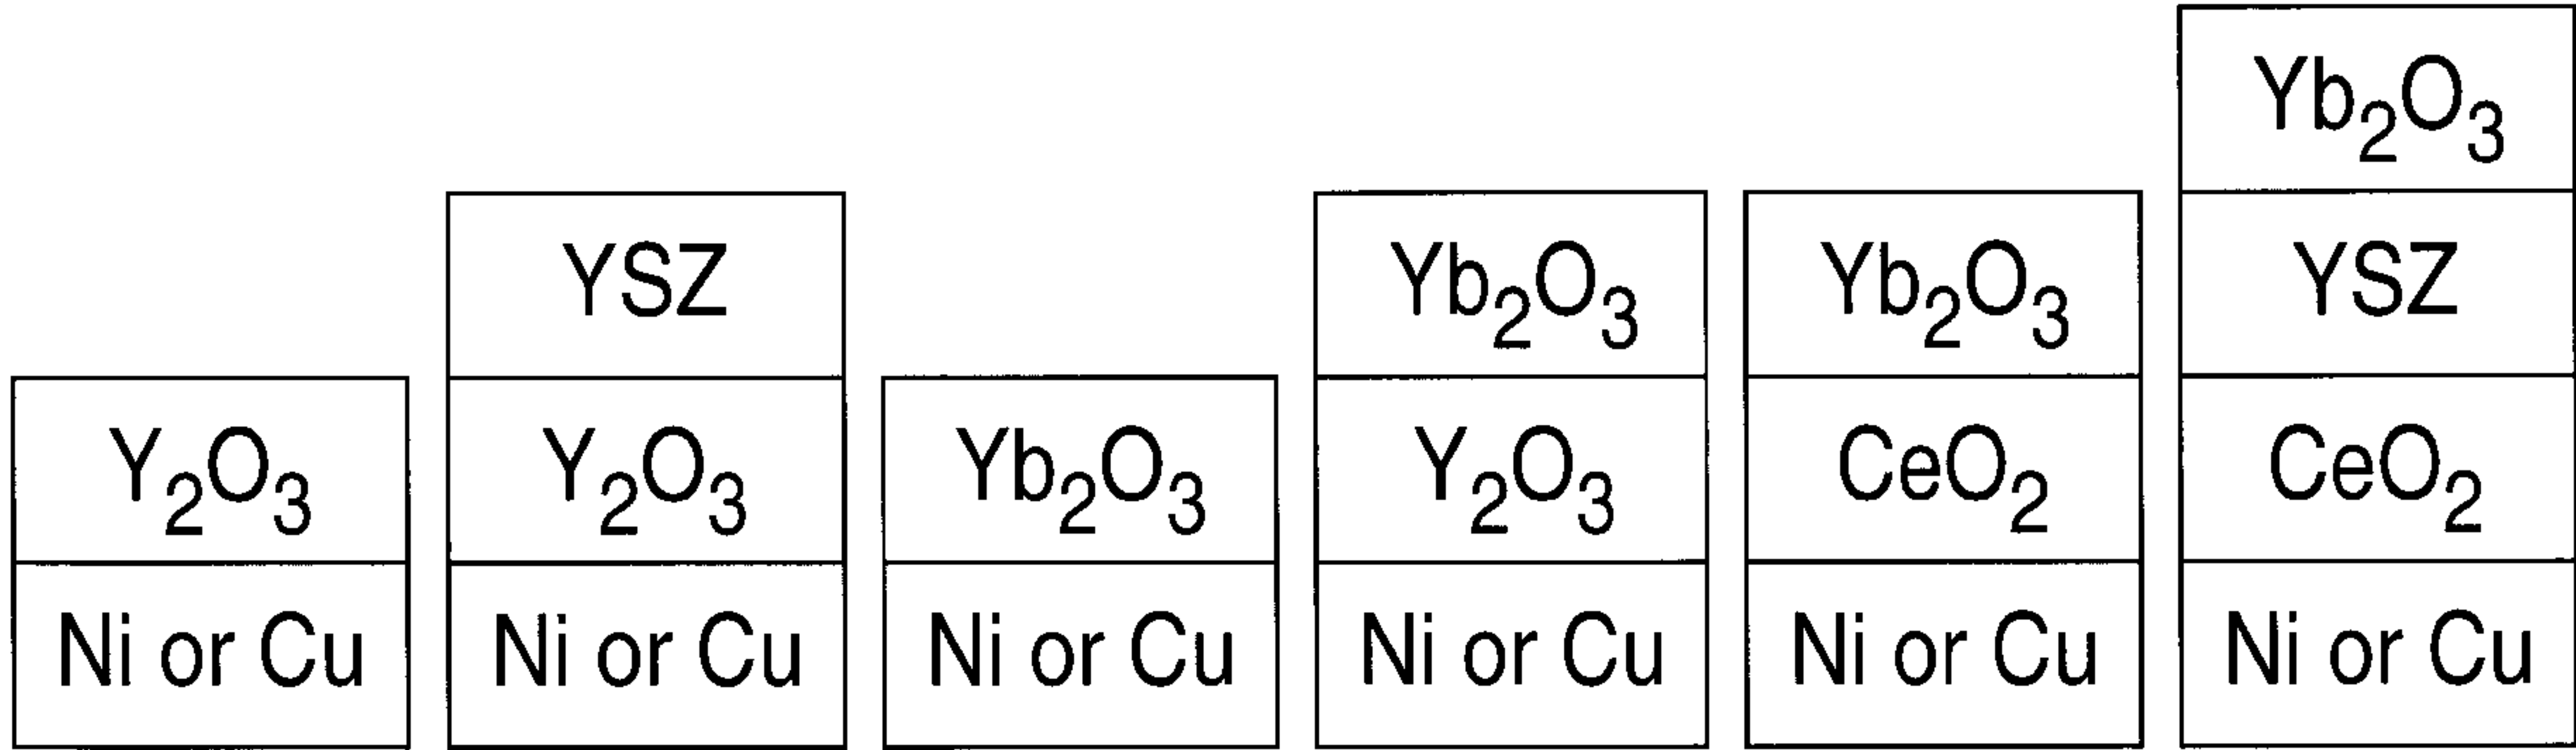 Y₂O₃
Ni or Cu
YSZ
Y₂O₃
Ni or Cu
Yb₂O₃
Ni or Cu
Yb₂O₃
Y₂O₃
Ni or Cu
Yb₂O₃
CeO₂
Ni or Cu
Yb₂O₃
YSZ
CeO₂
Ni or Cu